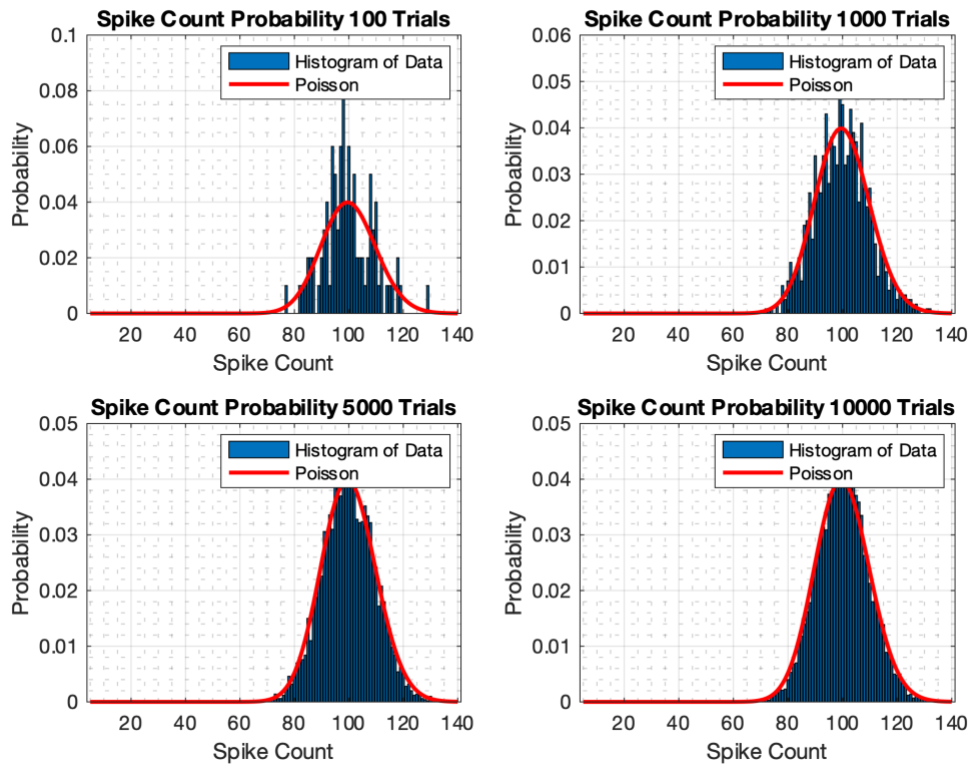 Spike Count Probability 100 Trials
0.1
0.08
0.06
0.04
0.02
0
Probability
Histogram of Data
Poisson
20 40 60 80 100 120 140
Spike Count
Spike Count Probability 1000 Trials
0.06
0.05
0.04
0.03
0.02
0.01
0
Probability
Histogram of Data
Poisson
20 40 60 80 100 120 140
Spike Count
Spike Count Probability 5000 Trials
0.05
0.04
0.03
0.02
0.01
0
Probability
Histogram of Data
Poisson
20 40 60 80 100 120 140
Spike Count
Spike Count Probability 10000 Trials
0.05
0.04
0.03
0.02
0.01
0
Probability
Histogram of Data
Poisson
20 40 60 80 100 120 140
Spike Count